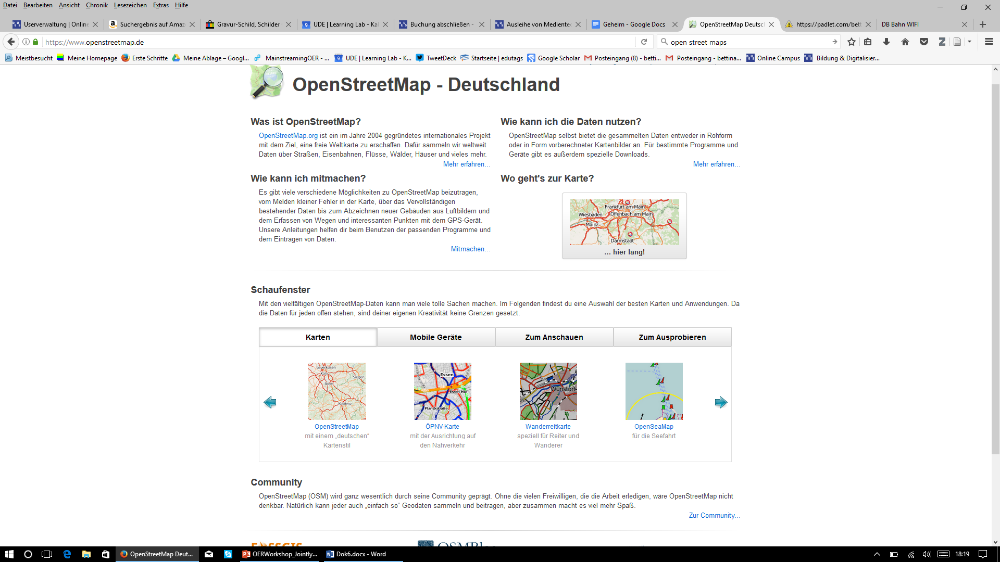 Datei Bearbeiten Ansicht Chronik Lesezeichen Extras Hilfe
Userverwaltung | Online
Suchergebnis auf Amaz
Gravur-Schild, Schilder
UDE | Learning Lab - Kal
Buchung abschließen -
Ausleihe von Medientec
Geheim - Google Docs
OpenStreetMap Deutsc
https://padlet.com/bett
DB Bahn WIFI
https://www.openstreetmap.de
open street maps
Meistbesucht
Meine Homepage
Erste Schritte
Meine Ablage – Googl...
MainstreamingOER - ...
UDE | Learning Lab - K...
TweetDeck
Startseite | edutags
Google Scholar
Posteingang (8) - betti...
Posteingang - bettina...
Online Campus
Bildung & Digitalisier...
OpenStreetMap - Deutschland
Was ist OpenStreetMap?
OpenStreetMap.org ist ein im Jahre 2004 gegründetes internationales Projekt
mit dem Ziel, eine freie Weltkarte zu erschaffen. Dafür sammeln wir weltweit
Daten über Straßen, Eisenbahnen, Flüsse, Wälder, Häuser und vieles mehr.
Mehr erfahren...
Wie kann ich die Daten nutzen?
OpenStreetMap selbst bietet die gesammelten Daten entweder in Rohform
oder in Form vorberechneter Kartenbilder an. Für bestimmte Programme und
Geräte gibt es außerdem spezielle Downloads.
Mehr erfahren...
Wie kann ich mitmachen?
Es gibt viele verschiedene Möglichkeiten zu OpenStreetMap beizutragen,
vom Melden kleiner Fehler in der Karte, über das Vervollständigen
bestehender Daten bis zum Abzeichnen neuer Gebäuden aus Luftbildern und
dem Erfassen von Wegen und interessanten Punkten mit dem GPS-Gerät.
Unsere Anleitungen helfen dir beim Benutzen der passenden Programme und
dem Eintragen von Daten.
Mitmachen...
Wo geht's zur Karte?
Frankfurt am Main
Wiesbaden
Offenbach am Main
Mainz
Darmstadt
... hier lang!
Schaufenster
Mit den vielfältigen OpenStreetMap-Daten kann man viele tolle Sachen machen. Im Folgenden findest du eine Auswahl der besten Karten und Anwendungen. Da
die Daten für jeden offen stehen, sind deiner eigenen Kreativität keine Grenzen gesetzt.
Karten
Mobile Geräte
Zum Anschauen
Zum Ausprobieren
Leverkusen
Köln
Siegen
Bonn
Koblenz
OpenStreetMap
mit einem „deutschen“
Kartenstil
Essen
Essen Hbf
Planckstraße
ÖPNV-Karte
mit der Ausrichtung auf
den Nahverkehr
Wunstorf
Wanderreitkarte
speziell für Reiter und
Wanderer
OpenSeaMap
für die Seefahrt
Community
OpenStreetMap (OSM) wird ganz wesentlich durch seine Community geprägt. Ohne die vielen Freiwilligen, die die Arbeit erledigen, wäre OpenStreetMap nicht
denkbar. Natürlich kann jeder auch „einfach so“ Geodaten sammeln und beitragen, aber zusammen macht es viel mehr Spaß.
Zur Community...
OpenStreetMap Deut...
OERWorkshop_Jointly...
Dok6.docx - Word
18:19